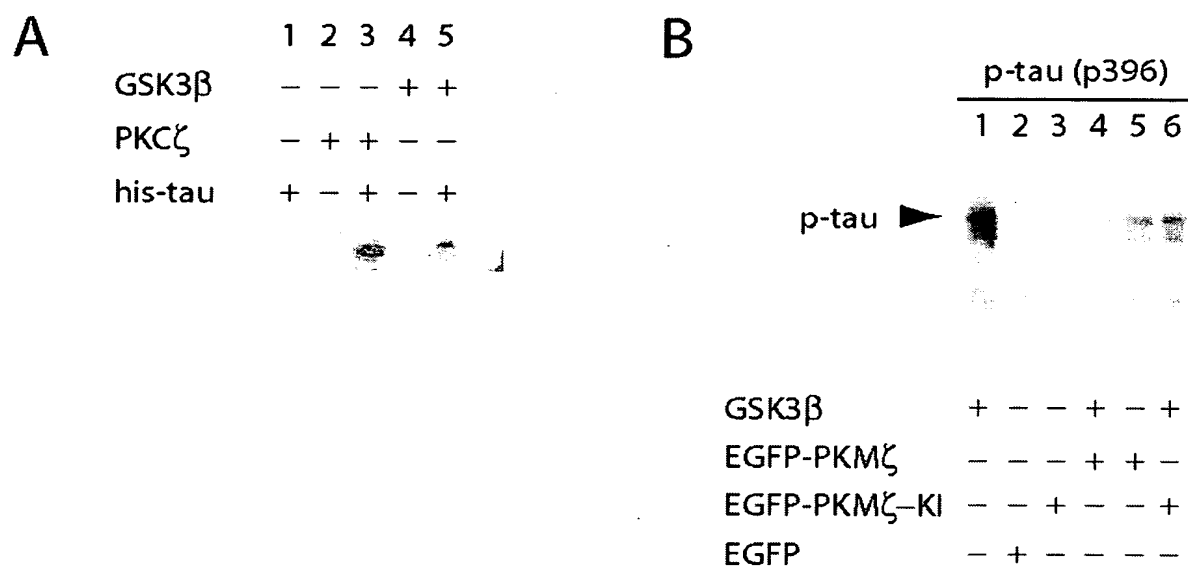 A
1 2 3 4 5
GSK3β – – – + +
PKCζ – + + – –
his-tau + – + – +
B
p-tau (p396)
1 2 3 4 5 6
p-tau
GSK3β + – – + – +
EGFP-PKMζ – – – + + –
EGFP-PKMζ–KI – – + – – +
EGFP – + – – – –